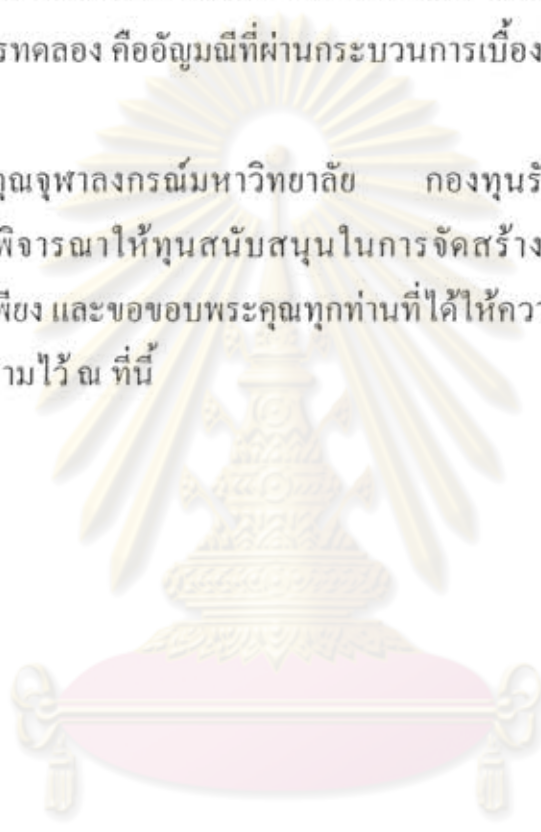 รทดลอง คืออัญมณีที่ผ่านกระบวนการเบื้อง
ุณจุฬาลงกรณ์มหาวิทยาลัย กองทุนรั
พิจารณาให้ทุนสนับสนุนในการจัดสร้าง
พียง และขอขอบพระคุณทุกท่านที่ได้ให้ควา
ามไว้ ณ ที่นี้